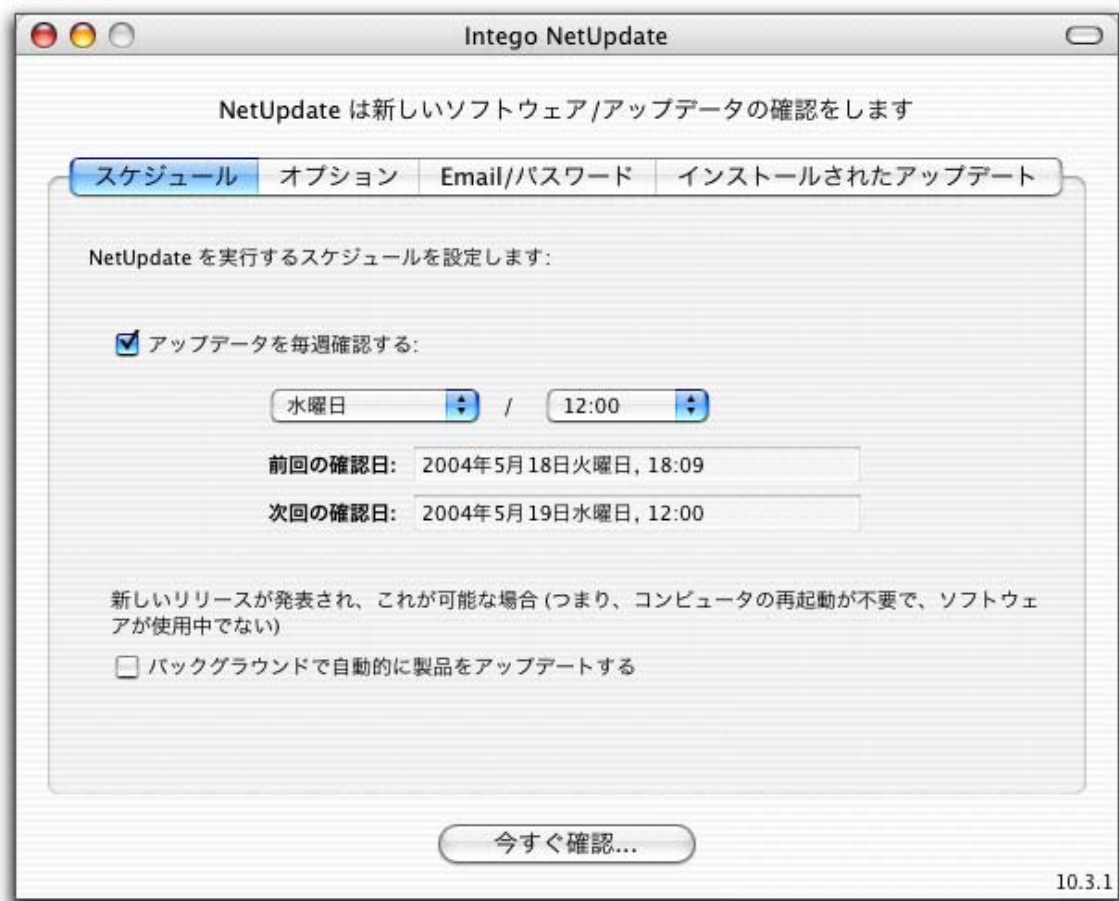 Intego NetUpdate
NetUpdate は新しいソフトウェア/アップデータの確認をします
スケジュール オプション Email/パスワード インストールされたアップデート
NetUpdate を実行するスケジュールを設定します:
アップデータを毎週確認する:
水曜日 / 12:00
前回の確認日: 2004年5月18日火曜日, 18:09
次回の確認日: 2004年5月19日水曜日, 12:00
新しいリリースが発表され、これが可能な場合 (つまり、コンピュータの再起動が不要で、ソフトウェ
アが使用中でない)
バックグラウンドで自動的に製品をアップデートする
今すぐ確認...
10.3.1